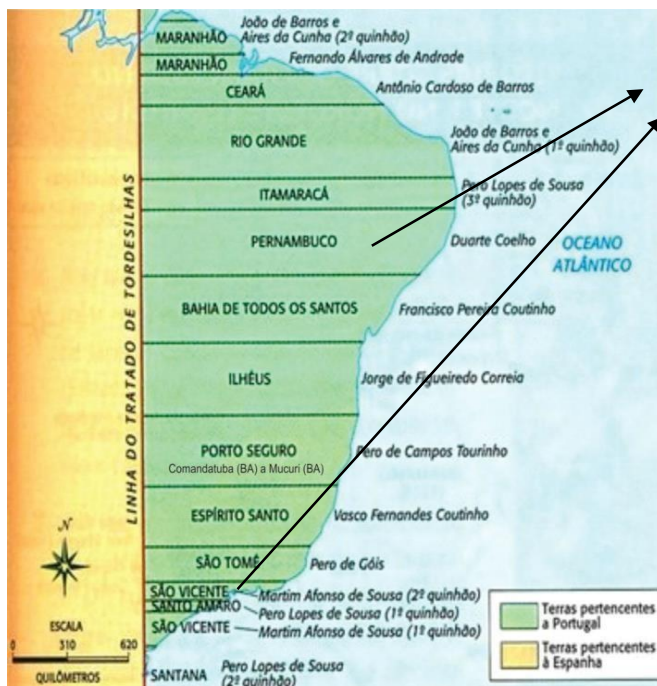 João de Barros e
Aires da Cunha (2º quinhão)
MARANHÃO
Fernando Álvares de Andrade
MARANHÃO
CEARÁ
Antônio Cardoso de Barros
João de Barros e
Aires da Cunha (1º quinhão)
RIO GRANDE
ITAMARACÁ
Pero Lopes de Sousa
(3º quinhão)
PERNAMBUCO
Duarte Coelho
OCEANO
ATLÂNTICO
LINHA DO TRATADO DE TORDESILHAS
BAHIA DE TODOS OS SANTOS
Francisco Pereira Coutinho
ILHÉUS
Jorge de Figueiredo Correia
PORTO SEGURO
Comandatuba (BA) a Mucuri (BA)
Pero de Campos Tourinho
ESPÍRITO SANTO
Vasco Fernandes Coutinho
SÃO TOMÉ
Pero de Góis
SÃO VICENTE
Martim Afonso de Sousa (2º quinhão)
SANTO AMARO
Pero Lopes de Sousa (1º quinhão)
SÃO VICENTE
Martim Afonso de Sousa (1º quinhão)
SANTANA
Pero Lopes de Sousa
(2º quinhão)
N
ESCALA
0 310 620
QUILÔMETROS
Terras pertencentes
a Portugal
Terras pertencentes
à Espanha